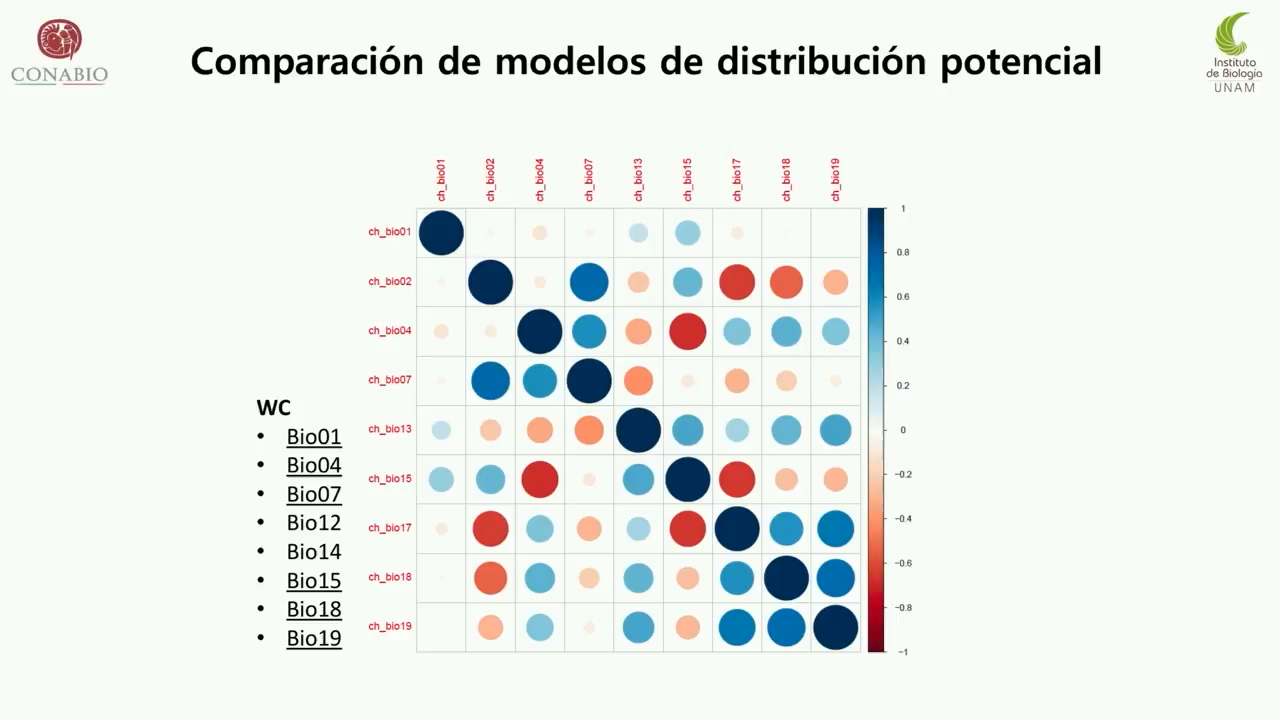 CONABIO
Comparación de modelos de distribución potencial
Instituto
de Biología
UNAM
ch_bio01
ch_bio02
ch_bio04
ch_bio07
ch_bio13
ch_bio15
ch_bio17
ch_bio18
ch_bio19
ch_bio01
ch_bio02
ch_bio04
ch_bio07
ch_bio13
ch_bio15
ch_bio17
ch_bio18
ch_bio19
1
0.8
0.6
0.4
0.2
0
−0.2
−0.4
−0.6
−0.8
−1
WC
• Bio01
• Bio04
• Bio07
• Bio12
• Bio14
• Bio15
• Bio18
• Bio19